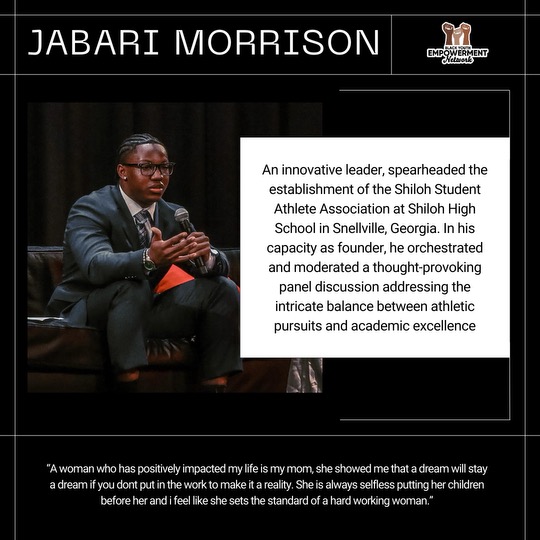 JABARI MORRISON
BLACK YOUTH
EMPOWERMENT
Network
An innovative leader, spearheaded the
establishment of the Shiloh Student
Athlete Association at Shiloh High
School in Snellville, Georgia. In his
capacity as founder, he orchestrated
and moderated a thought-provoking
panel discussion addressing the
intricate balance between athletic
pursuits and academic excellence
“A woman who has positively impacted my life is my mom, she showed me that a dream will stay
a dream if you dont put in the work to make it a reality. She is always selfless putting her children
before her and i feel like she sets the standard of a hard working woman.”